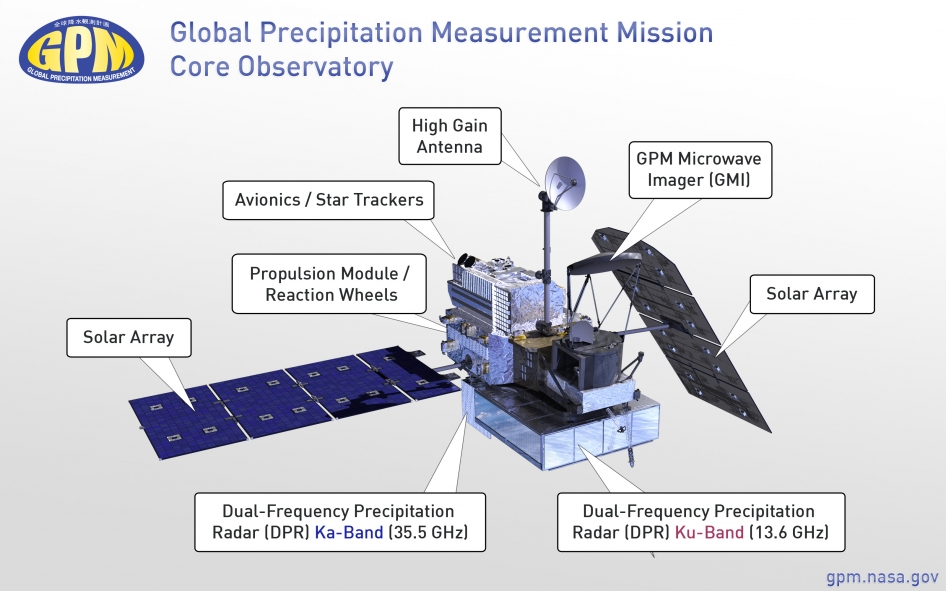 全球降水観測計画
GPM
GLOBAL PRECIPITATION MEASUREMENT
Global Precipitation Measurement Mission
Core Observatory
High Gain
Antenna
GPM Microwave
Imager (GMI)
Avionics / Star Trackers
Propulsion Module /
Reaction Wheels
Solar Array
Solar Array
Dual-Frequency Precipitation
Radar (DPR) Ka-Band (35.5 GHz)
Dual-Frequency Precipitation
Radar (DPR) Ku-Band (13.6 GHz)
gpm.nasa.gov